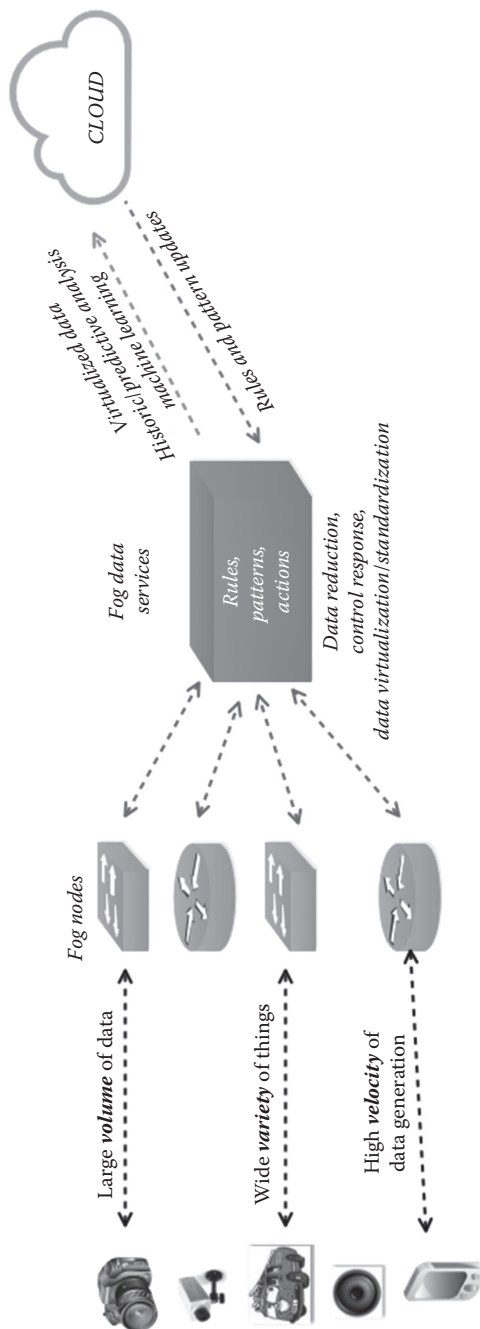 Large volume of data
Wide variety of things
High velocity of
data generation
Fog nodes
Fog data
services
Rules,
patterns,
actions
Data reduction,
control response,
data virtualization/standardization
Virtualized data
Historic/predictive analysis
machine learning
Rules and pattern updates
CLOUD